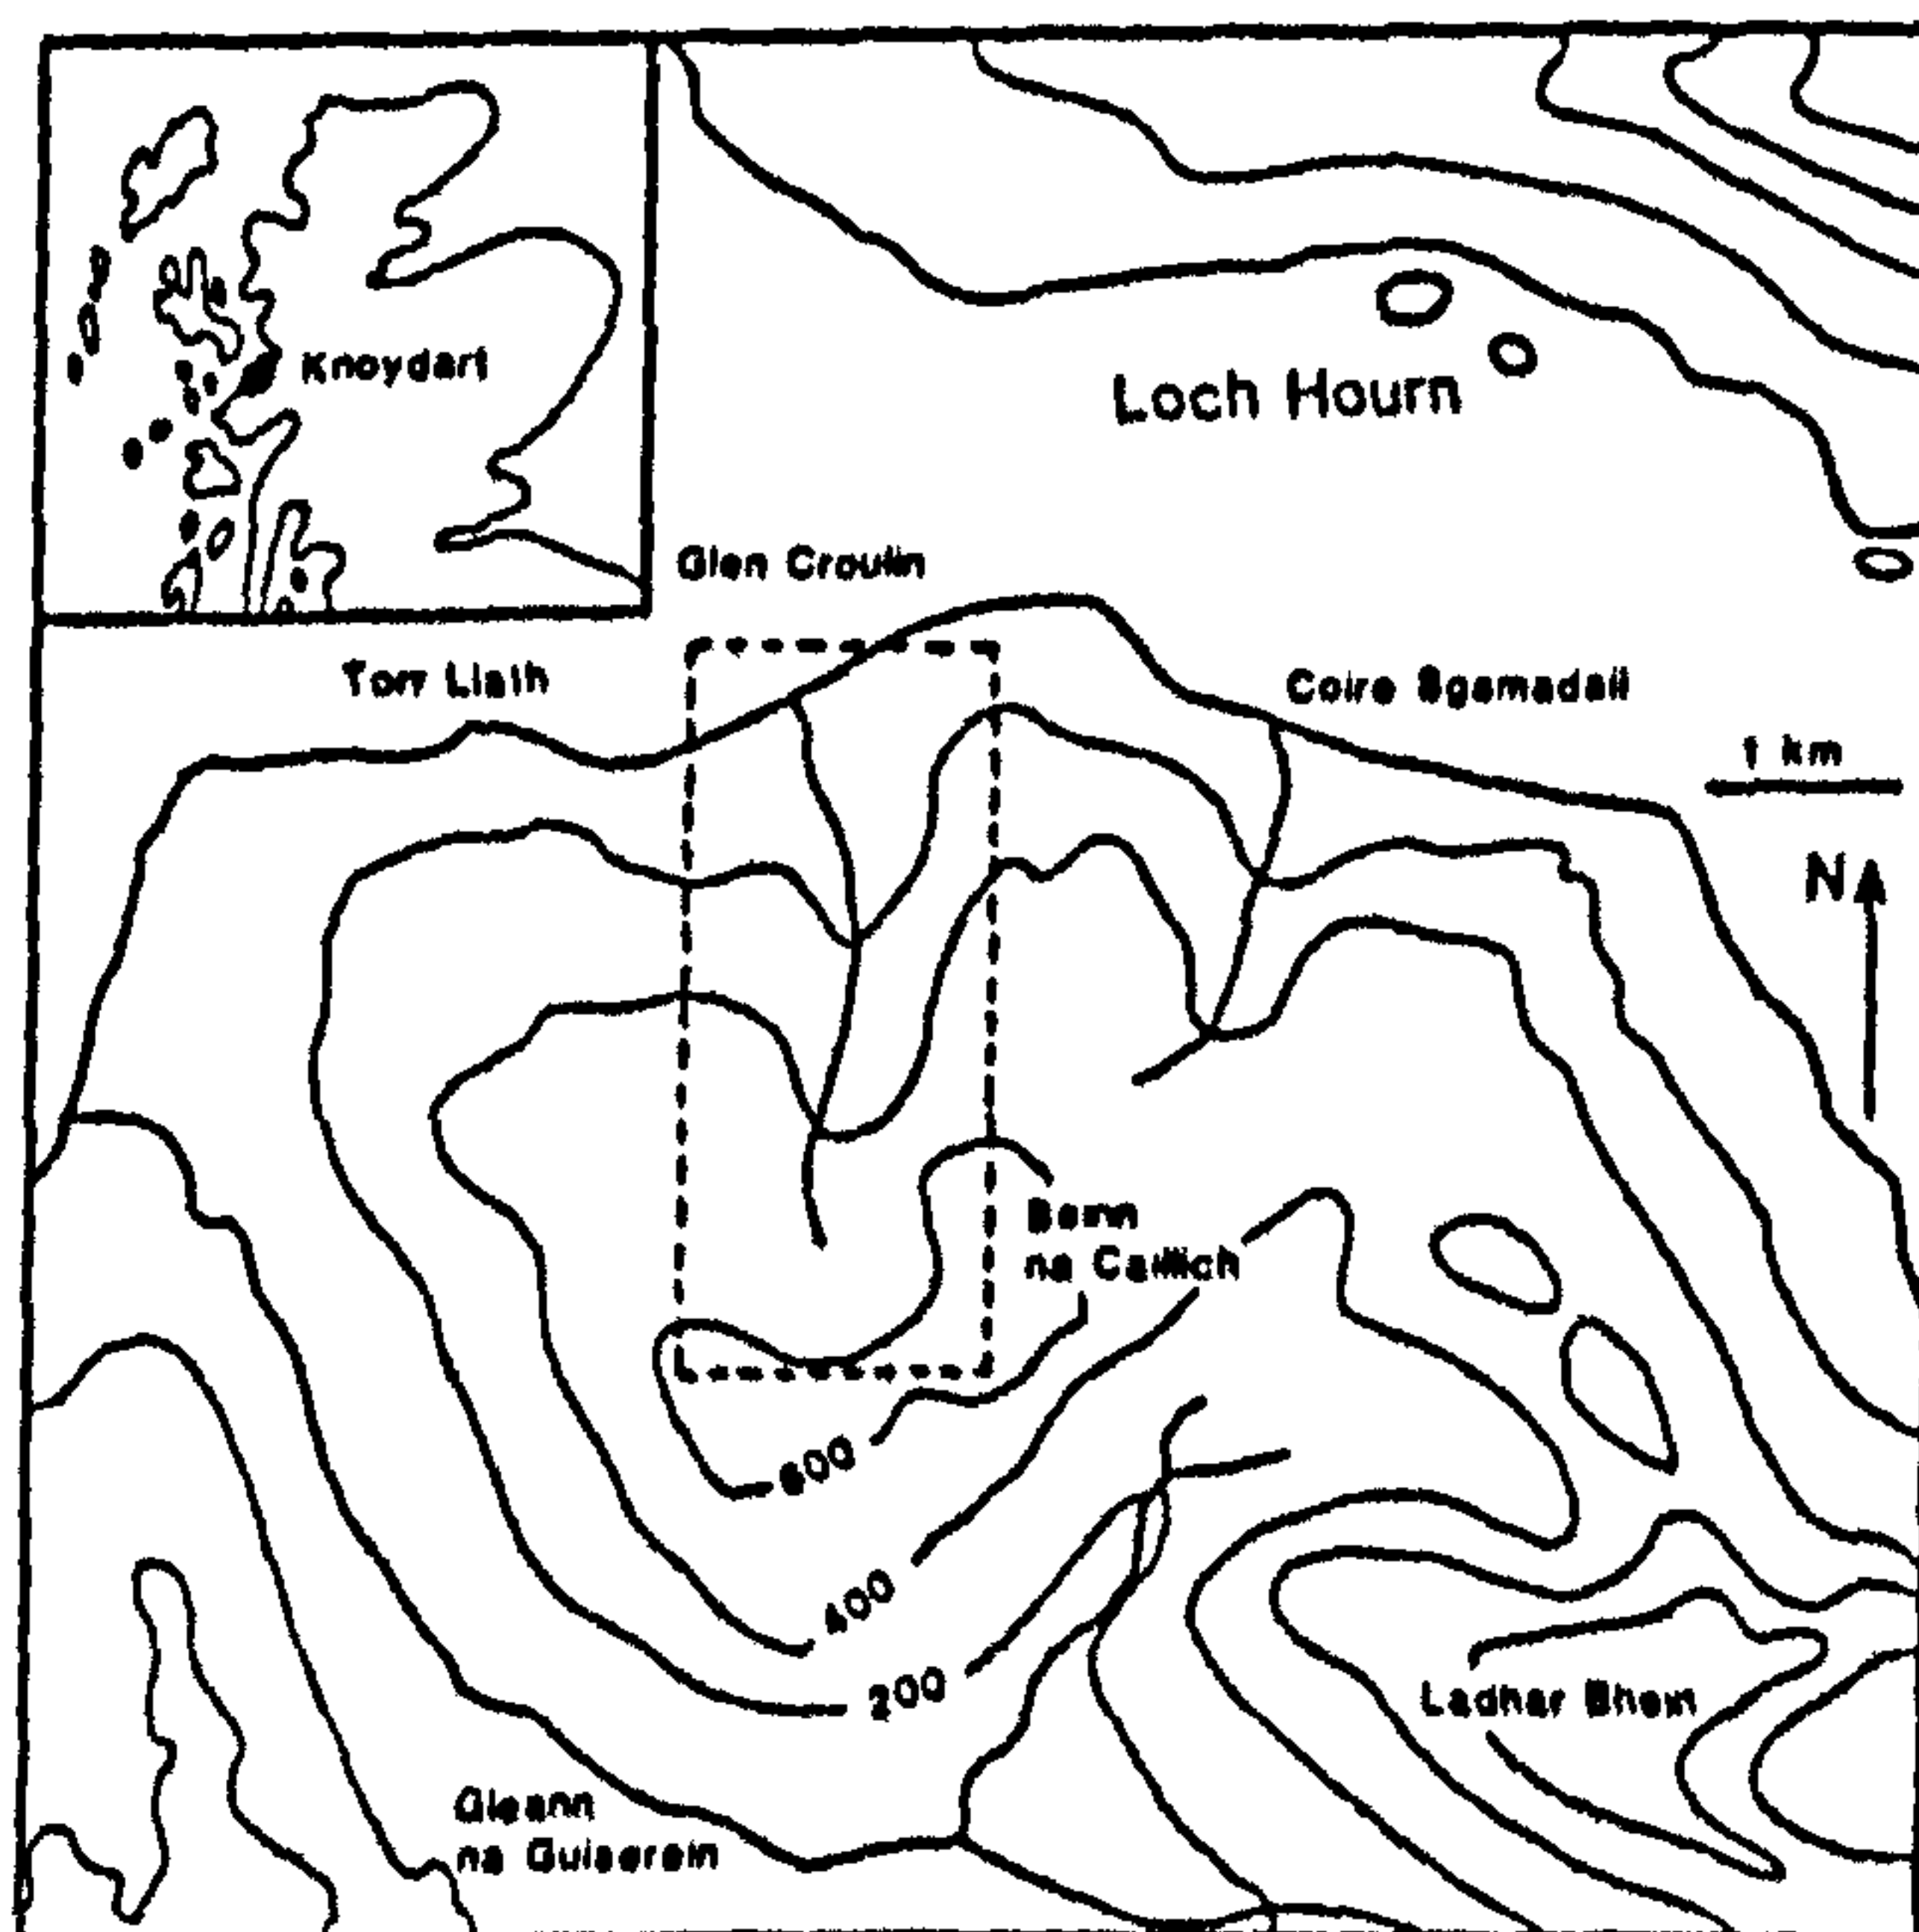 Knoydart
Loch Hourn
Glen Croulin
Torr Liath
Coire Sgamadail
1 km
N
Beinn
na Caillich
600
400
200
Ladhar Bhein
Gleann
na Guiserein